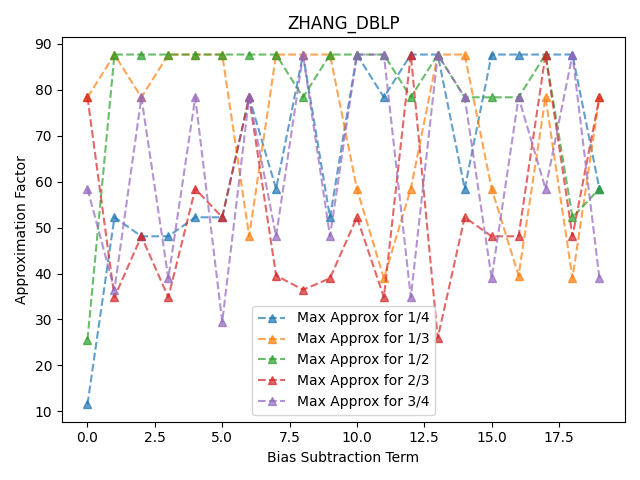 ZHANG_DBLP
Approximation Factor
90
80
70
60
50
40
30
20
10
Max Approx for 1/4
Max Approx for 1/3
Max Approx for 1/2
Max Approx for 2/3
Max Approx for 3/4
0.0 2.5 5.0 7.5 10.0 12.5 15.0 17.5
Bias Subtraction Term